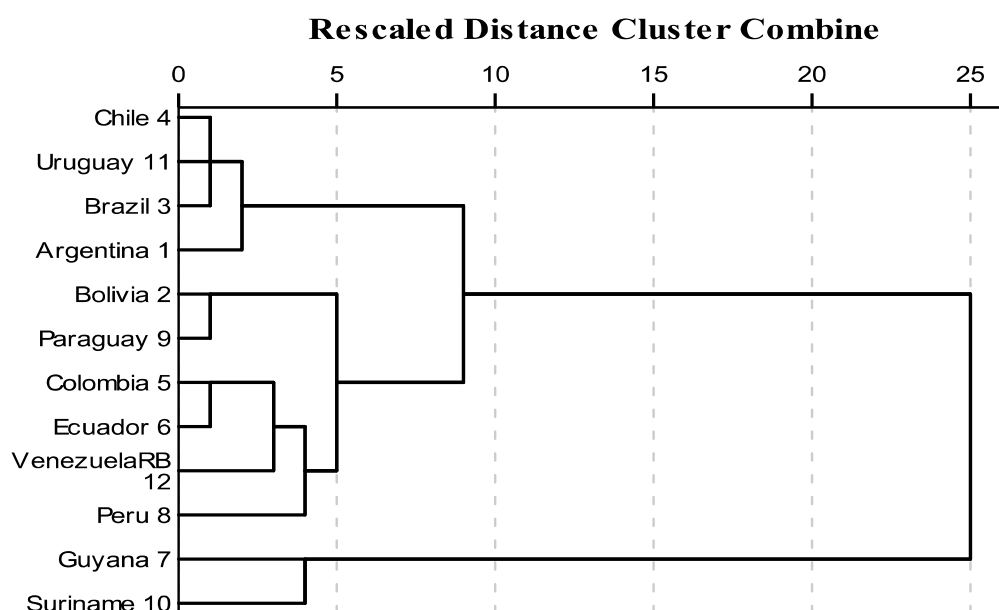 Rescaled Distance Cluster Combine
0 5 10 15 20 25
Chile 4
Uruguay 11
Brazil 3
Argentina 1
Bolivia 2
Paraguay 9
Colombia 5
Ecuador 6
VenezuelaRB
12
Peru 8
Guyana 7
Suriname 10